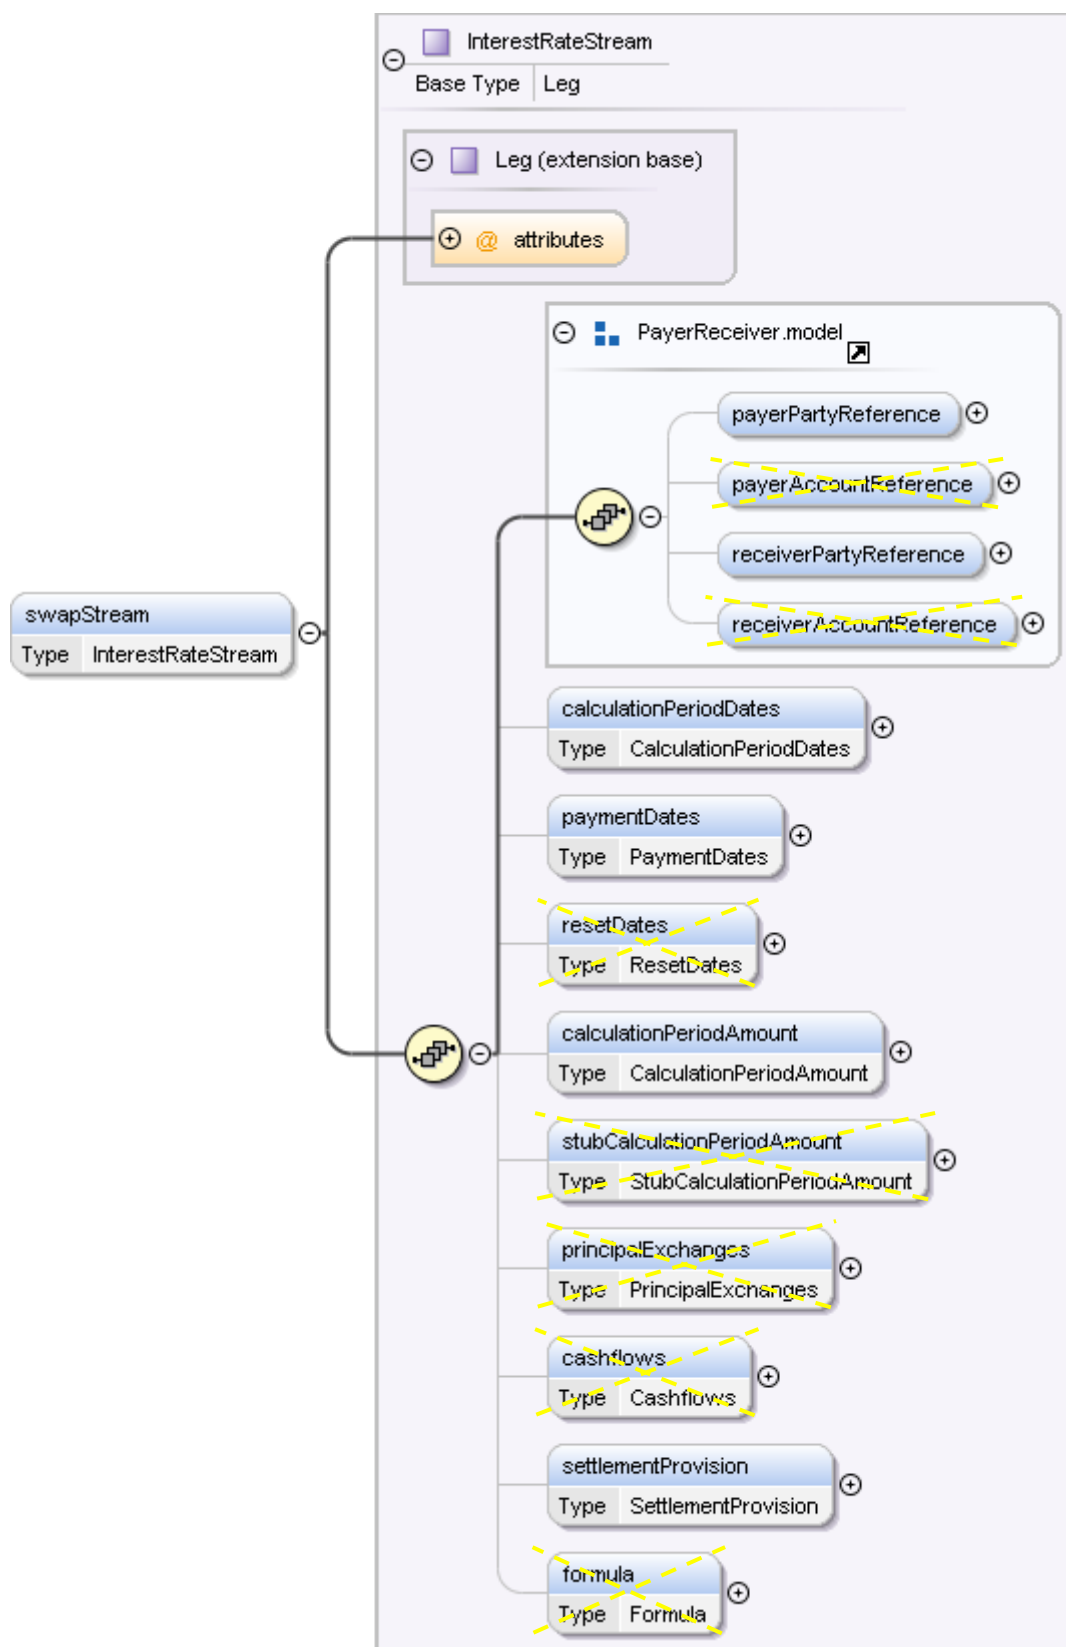 InterestRateStream
Base Type Leg
Leg (extension base)
@ attributes
PayerReceiver.model
payerPartyReference
payerAccountReference
receiverPartyReference
receiverAccountReference
swapStream
Type InterestRateStream
calculationPeriodDates
Type CalculationPeriodDates
paymentDates
Type PaymentDates
resetDates
Type ResetDates
calculationPeriodAmount
Type CalculationPeriodAmount
stubCalculationPeriodAmount
Type StubCalculationPeriodAmount
principalExchanges
Type PrincipalExchanges
cashflows
Type Cashflows
settlementProvision
Type SettlementProvision
formula
Type Formula